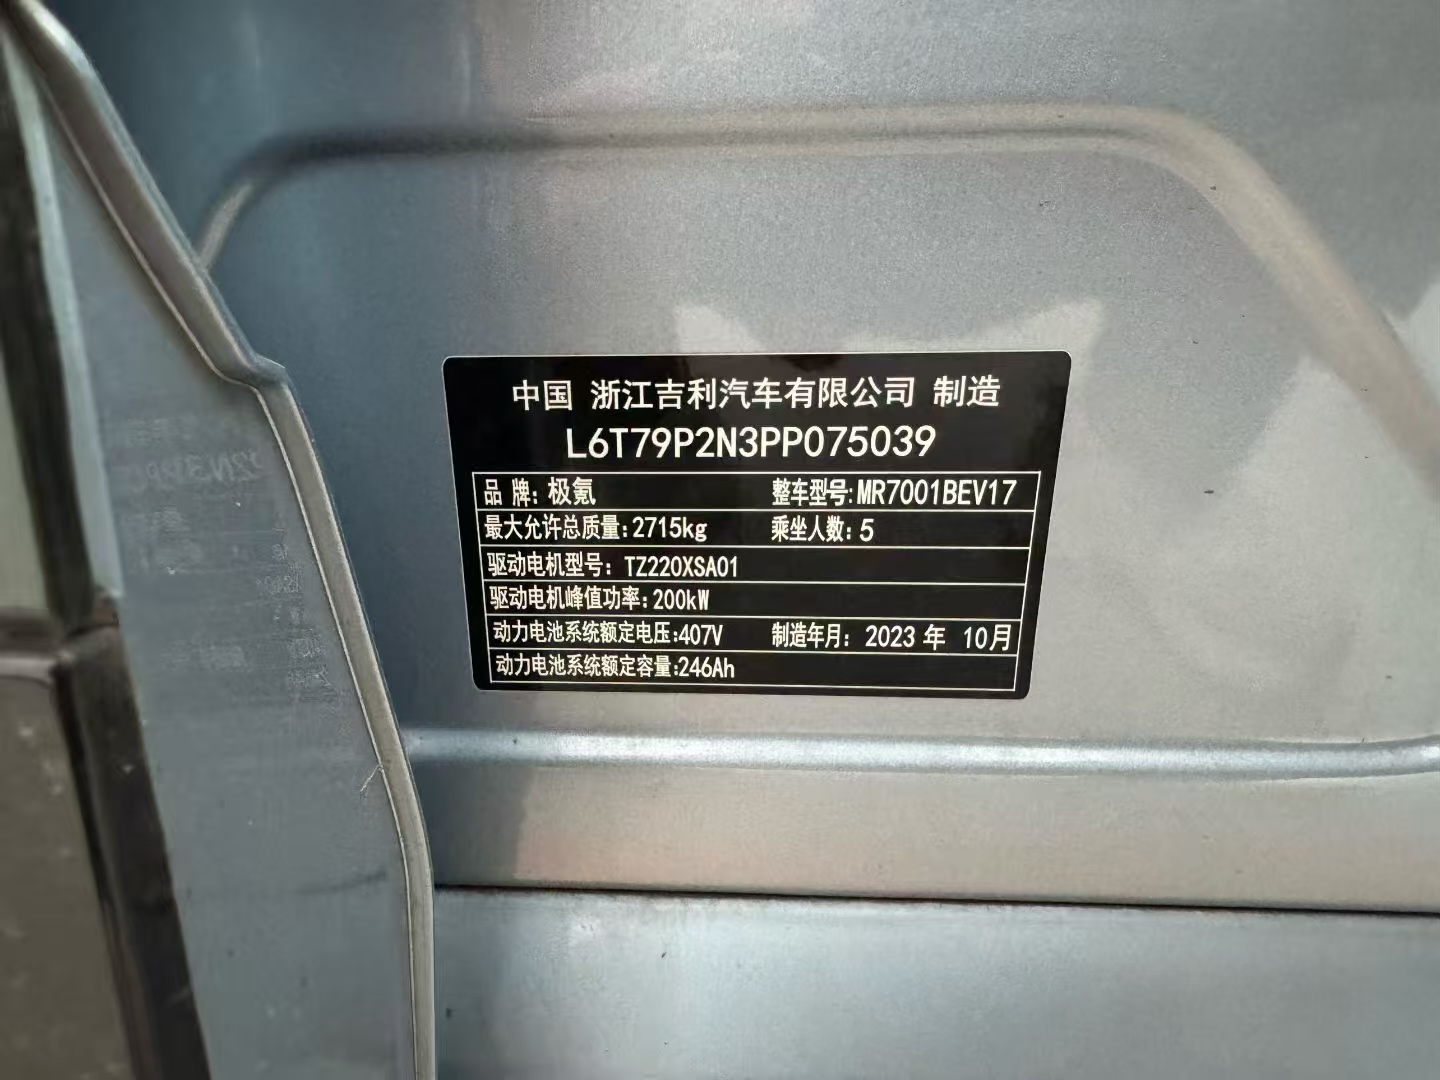 中国 浙江吉利汽车有限公司 制造
L6T79P2N3PP075039
品 牌: 极氪 整车型号:MR7001BEV17
最大允许总质量:2715kg 乘坐人数: 5
驱动电机型号: TZ220XSA01
驱动电机峰值功率:200kW
动力电池系统额定电压:407V 制造年月: 2023 年 10月
动力电池系统额定容量:246Ah